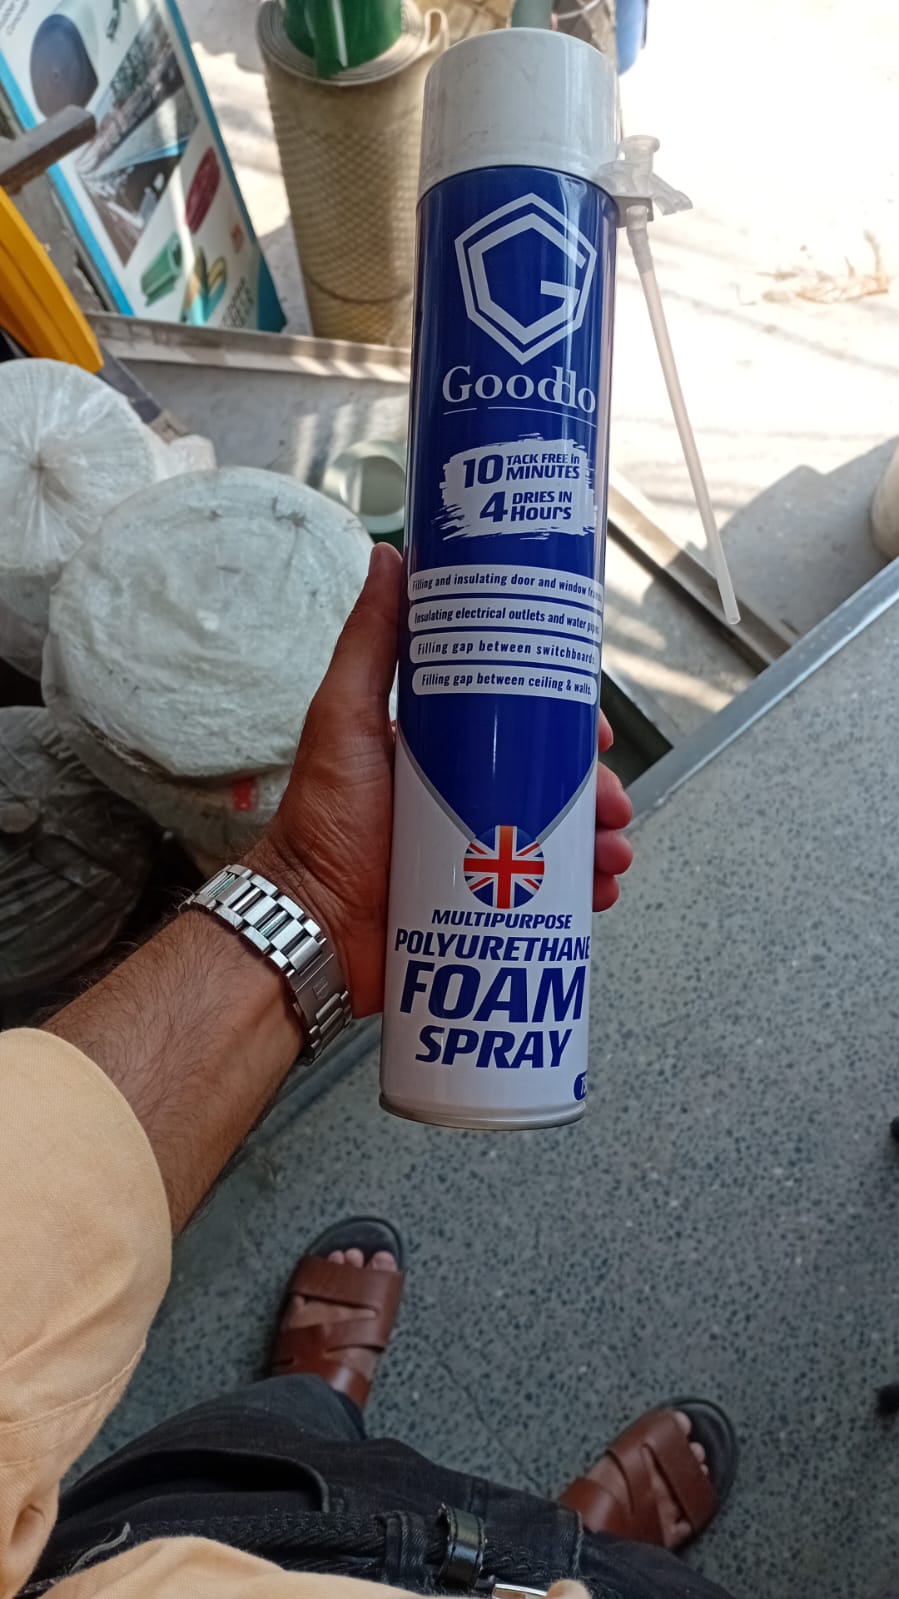 G
Gooddo
10 TACK FREE in
MINUTES
4 DRIES IN
Hours
Filling and insulating door and window
Insulating electrical outlets and water
Filling gap between switchboards
Filling gap between ceiling & walls.
MULTIPURPOSE
POLYURETHANE
FOAM
SPRAY